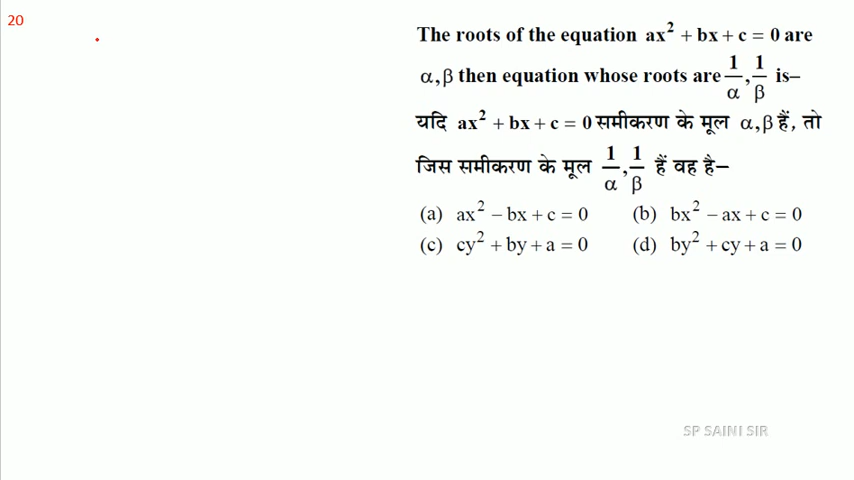 20
The roots of the equation ax² + bx + c = 0 are
α, β then equation whose roots are 1/α, 1/β is–
यदि ax² + bx + c = 0 समीकरण के मूल α, β हैं, तो
जिस समीकरण के मूल 1/α, 1/β हैं वह है–
(a) ax² − bx + c = 0 (b) bx² − ax + c = 0
(c) cy² + by + a = 0 (d) by² + cy + a = 0
SP SAINI SIR